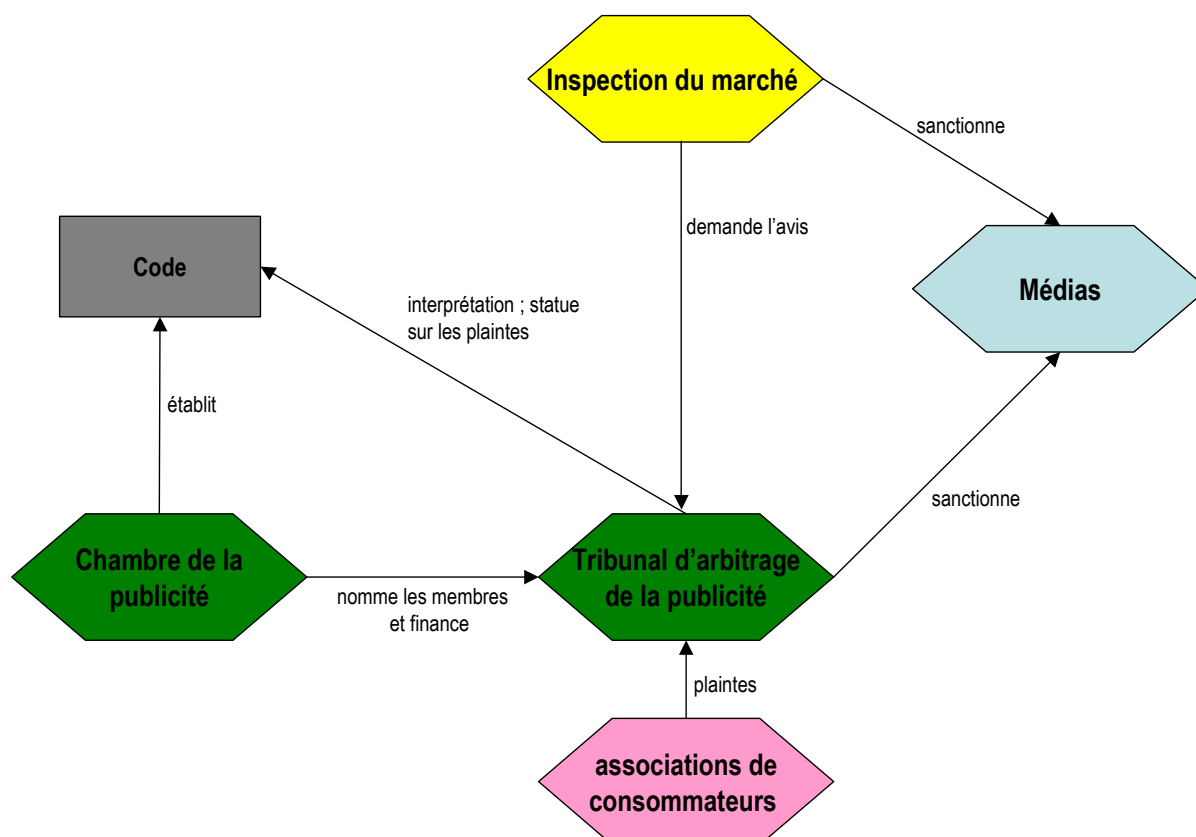 Inspection du marché
sanctionne
demande l’avis
Code
Médias
interprétation ; statue
sur les plaintes
établit
sanctionne
Chambre de la
publicité
Tribunal d’arbitrage
de la publicité
nomme les membres
et finance
plaintes
associations de
consommateurs